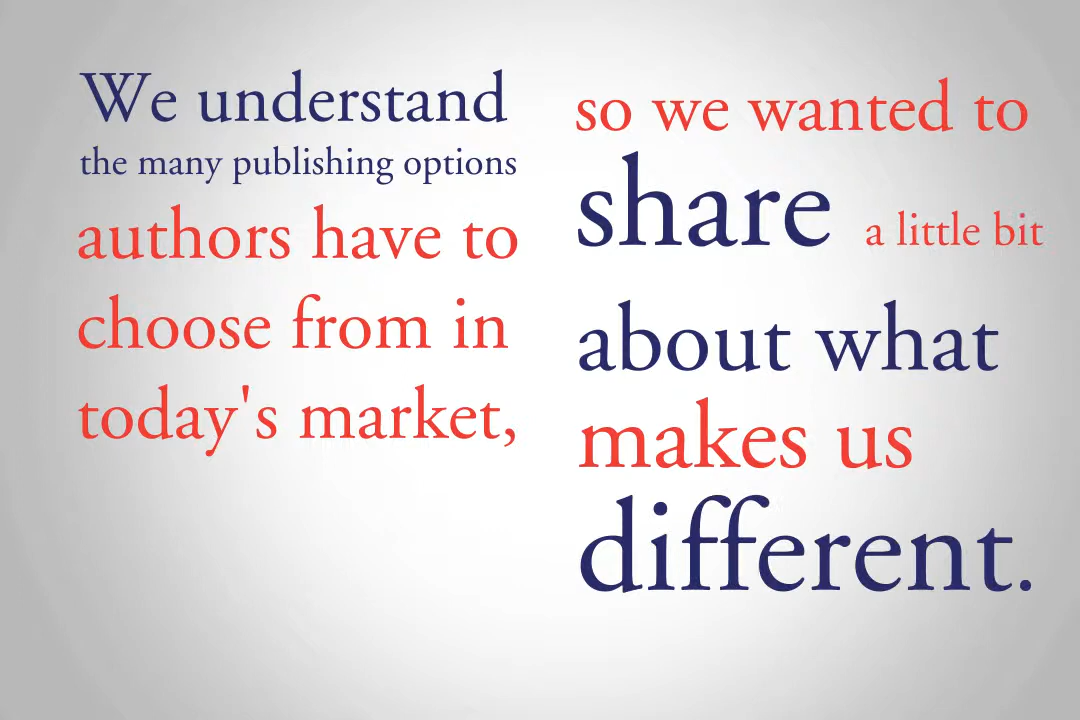 We understand
the many publishing options
authors have to
choose from in
today's market,
so we wanted to
share a little bit
about what
makes us
different.